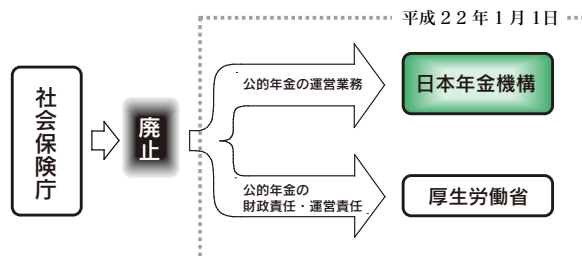 平成２２年１月１日
社会保険庁
廃止
公的年金の運営業務
日本年金機構
公的年金の
財政責任・運営責任
厚生労働省